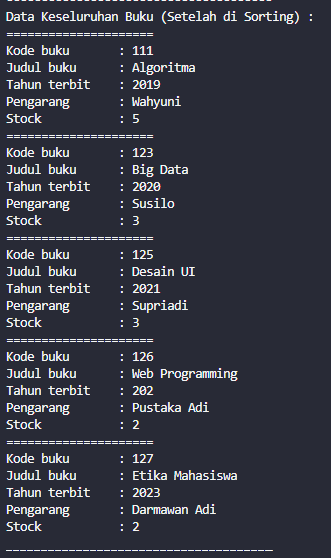 Data Keseluruhan Buku (Setelah di Sorting) :
=====================
Kode buku : 111
Judul buku : Algoritma
Tahun terbit : 2019
Pengarang : Wahyuni
Stock : 5
=====================
Kode buku : 123
Judul buku : Big Data
Tahun terbit : 2020
Pengarang : Susilo
Stock : 3
=====================
Kode buku : 125
Judul buku : Desain UI
Tahun terbit : 2021
Pengarang : Supriadi
Stock : 3
=====================
Kode buku : 126
Judul buku : Web Programming
Tahun terbit : 202
Pengarang : Pustaka Adi
Stock : 2
=====================
Kode buku : 127
Judul buku : Etika Mahasiswa
Tahun terbit : 2023
Pengarang : Darmawan Adi
Stock : 2
______________________________________